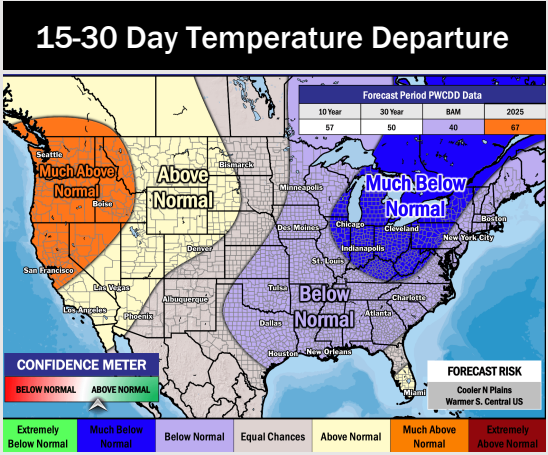 15-30 Day Temperature Departure
Forecast Period PWCDD Data
10 Year 30 Year BAM 2025
57 50 40 67
Seattle
Much Above
Normal
Boise
Above
Normal
Bismarck
Minneapolis
Much Below
Normal
Chicago
Cleveland
Boston
New York City
Des Moines
Indianapolis
St. Louis
Denver
San Francisco
Las Vegas
Los Angeles
Phoenix
Albuquerque
Tulsa
Below
Normal
Charlotte
Atlanta
Dallas
Houston
New Orleans
Miami
CONFIDENCE METER
BELOW NORMAL ABOVE NORMAL
FORECAST RISK
Cooler N Plains
Warmer S. Central US
Extremely
Below Normal
Much Below
Normal
Below Normal
Equal Chances
Above Normal
Much Above
Normal
Extremely
Above Normal